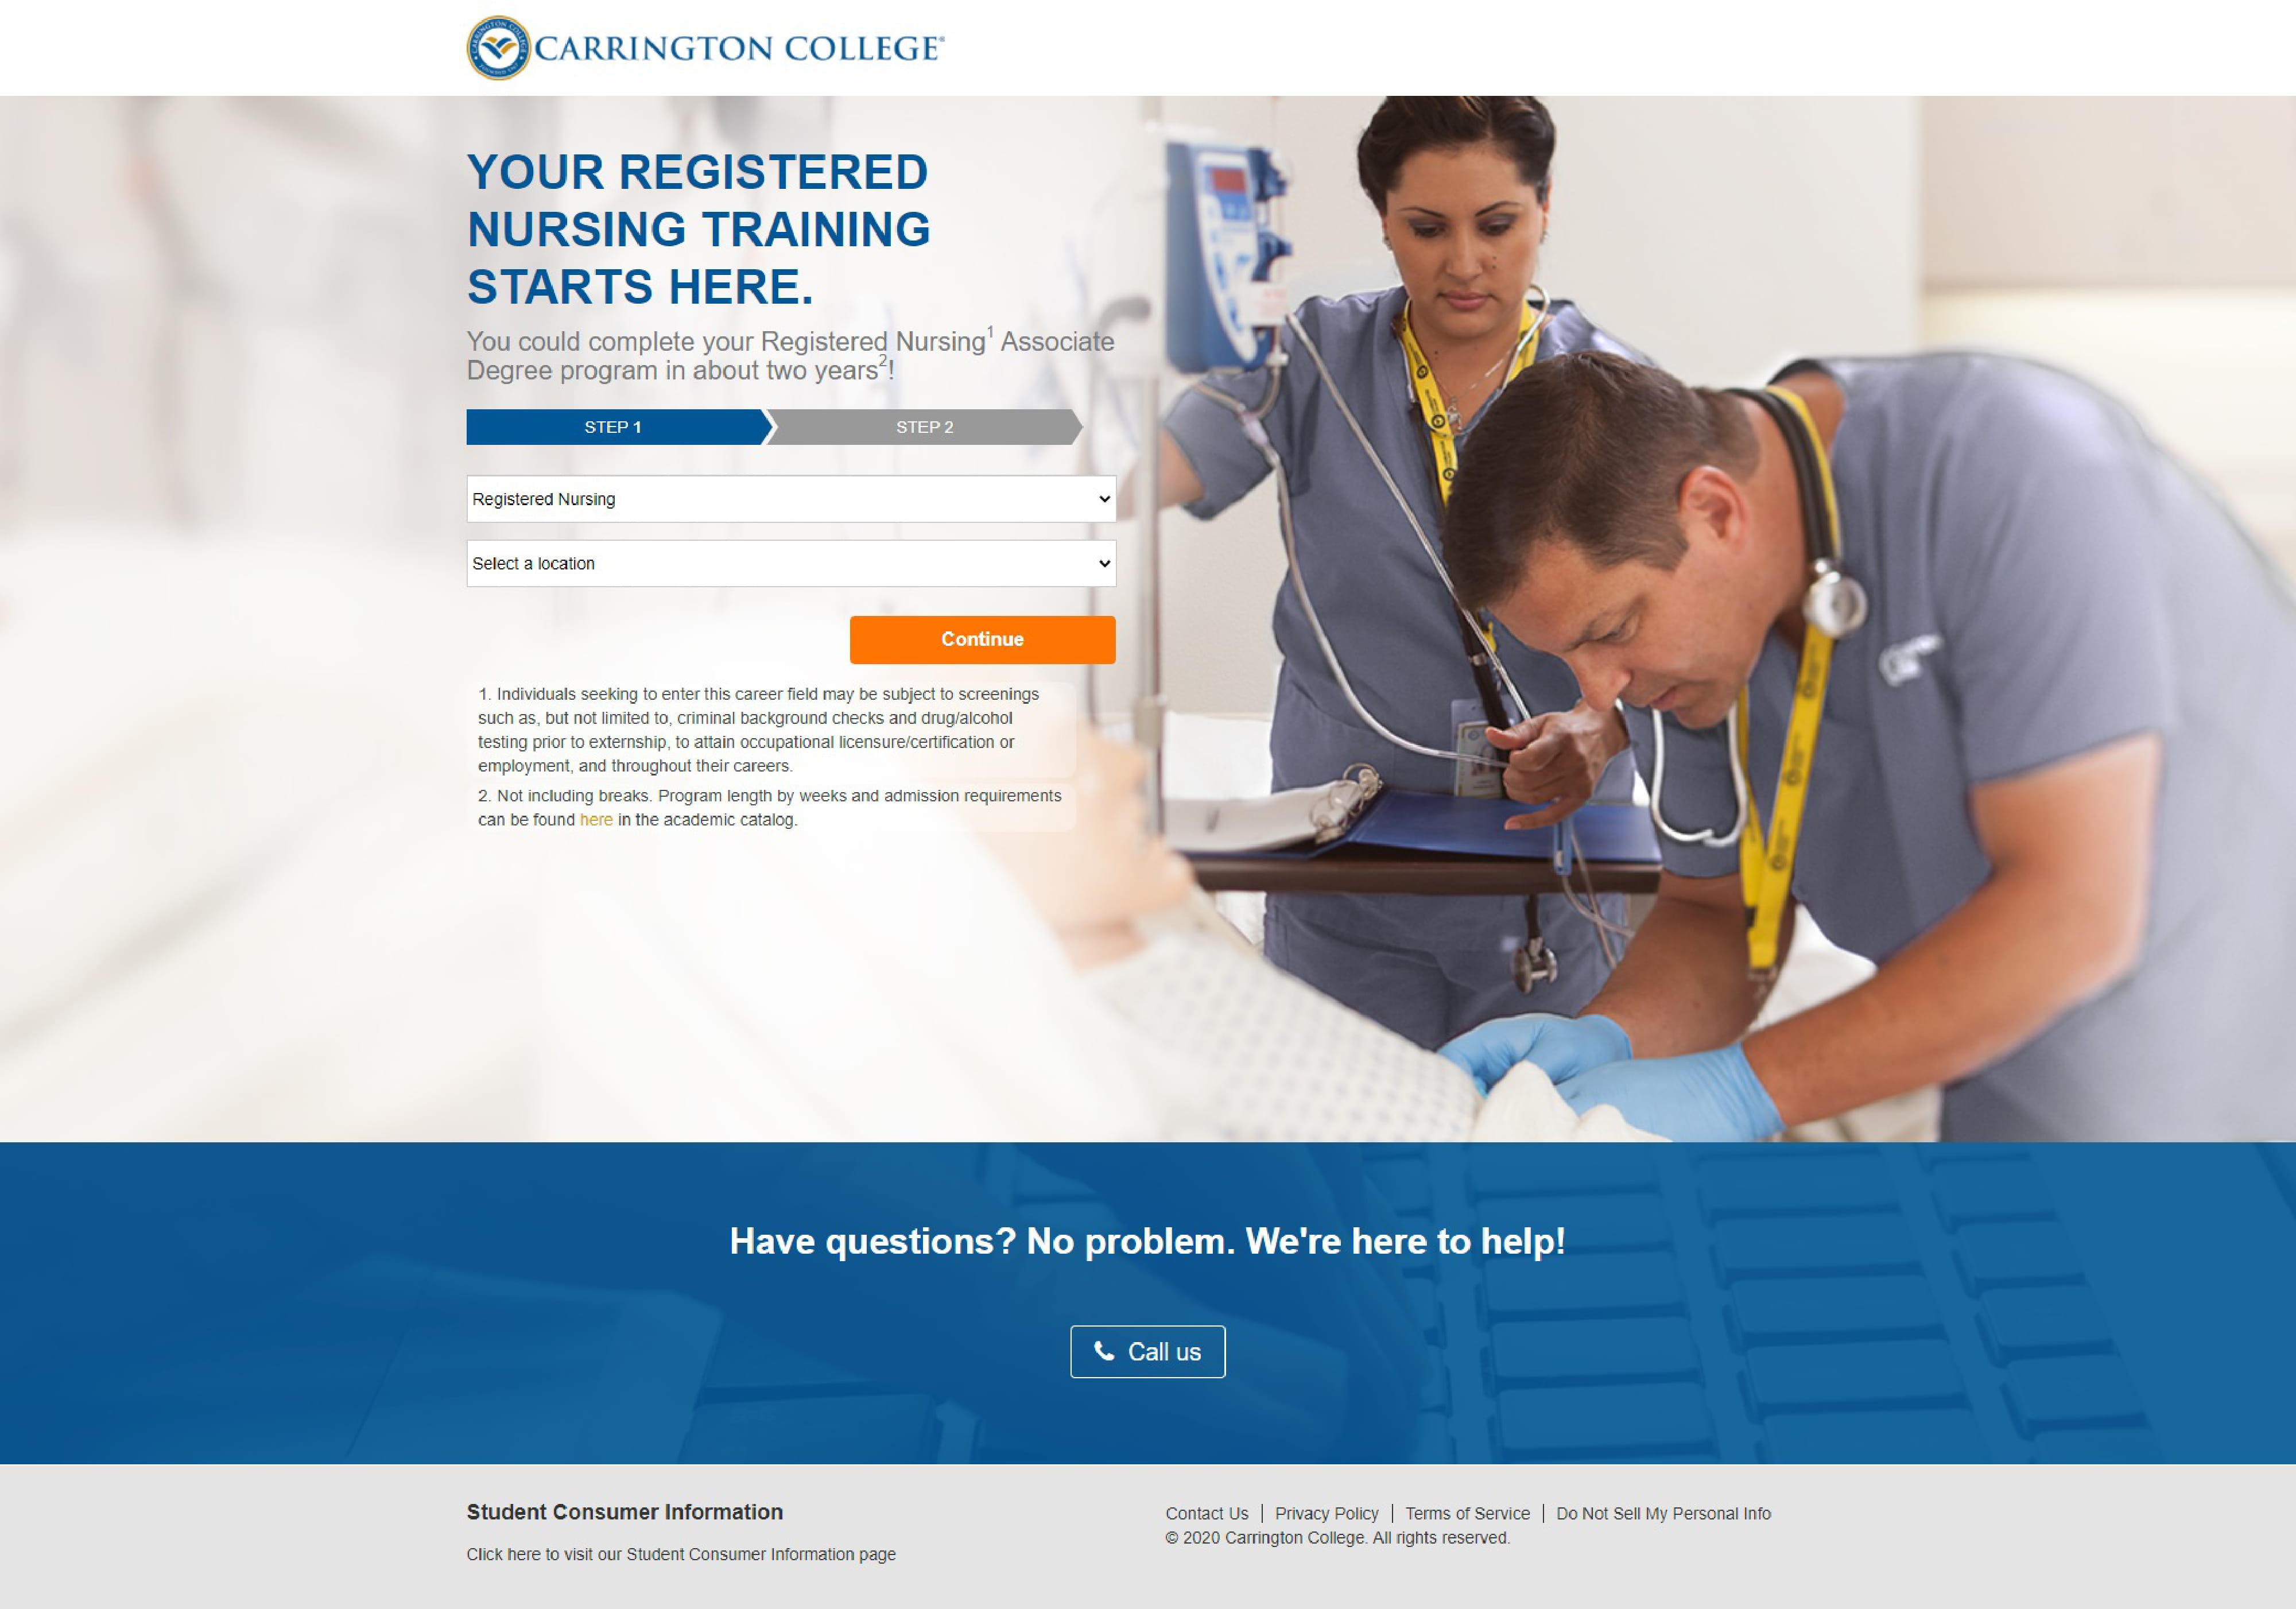 CARRINGTON COLLEGE®
YOUR REGISTERED
NURSING TRAINING
STARTS HERE.
You could complete your Registered Nursing1 Associate
Degree program in about two years2!
STEP 1
STEP 2
Registered Nursing
Select a location
Continue
1. Individuals seeking to enter this career field may be subject to screenings
such as, but not limited to, criminal background checks and drug/alcohol
testing prior to externship, to attain occupational licensure/certification or
employment, and throughout their careers.
2. Not including breaks. Program length by weeks and admission requirements
can be found here in the academic catalog.
Have questions? No problem. We're here to help!
Call us
Student Consumer Information
Click here to visit our Student Consumer Information page
Contact Us | Privacy Policy | Terms of Service | Do Not Sell My Personal Info
© 2020 Carrington College. All rights reserved.